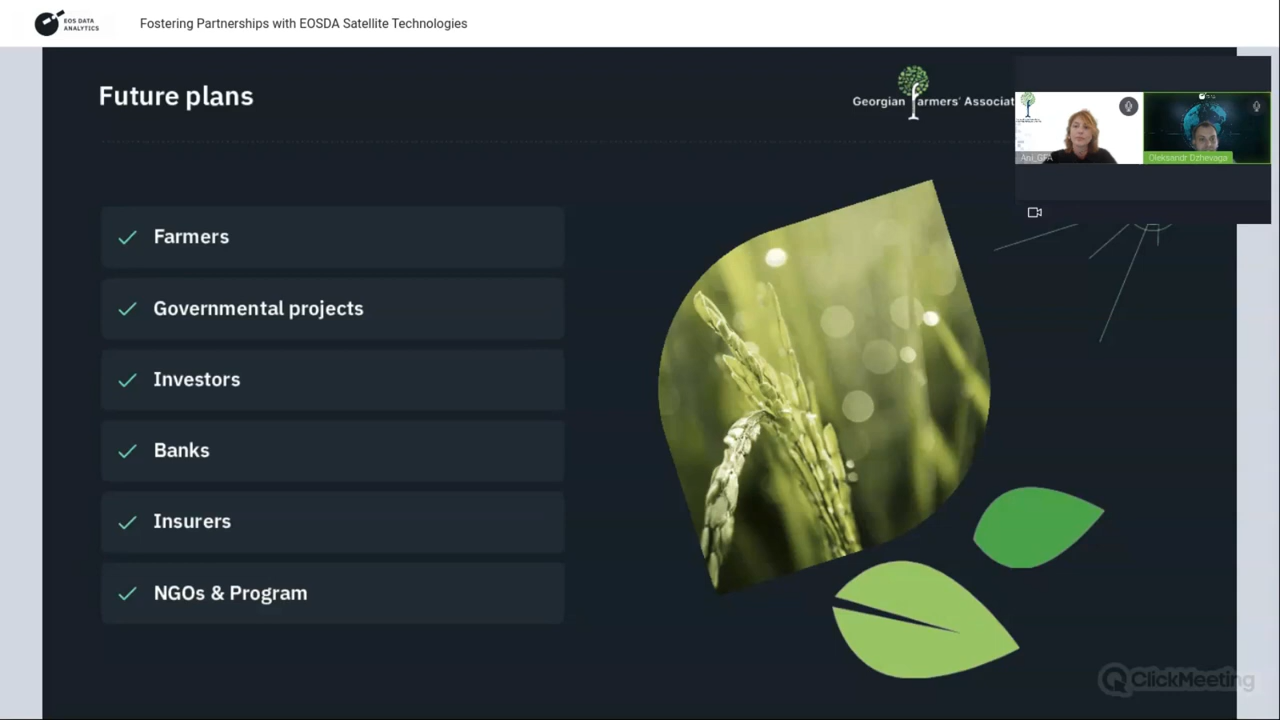 EOS DATA
ANALYTICS
Fostering Partnerships with EOSDA Satellite Technologies
Future plans
Georgian Farmers' Associat
Ani_GFA
Oleksandr Dzhevaga
Farmers
Governmental projects
Investors
Banks
Insurers
NGOs & Program
ClickMeeting